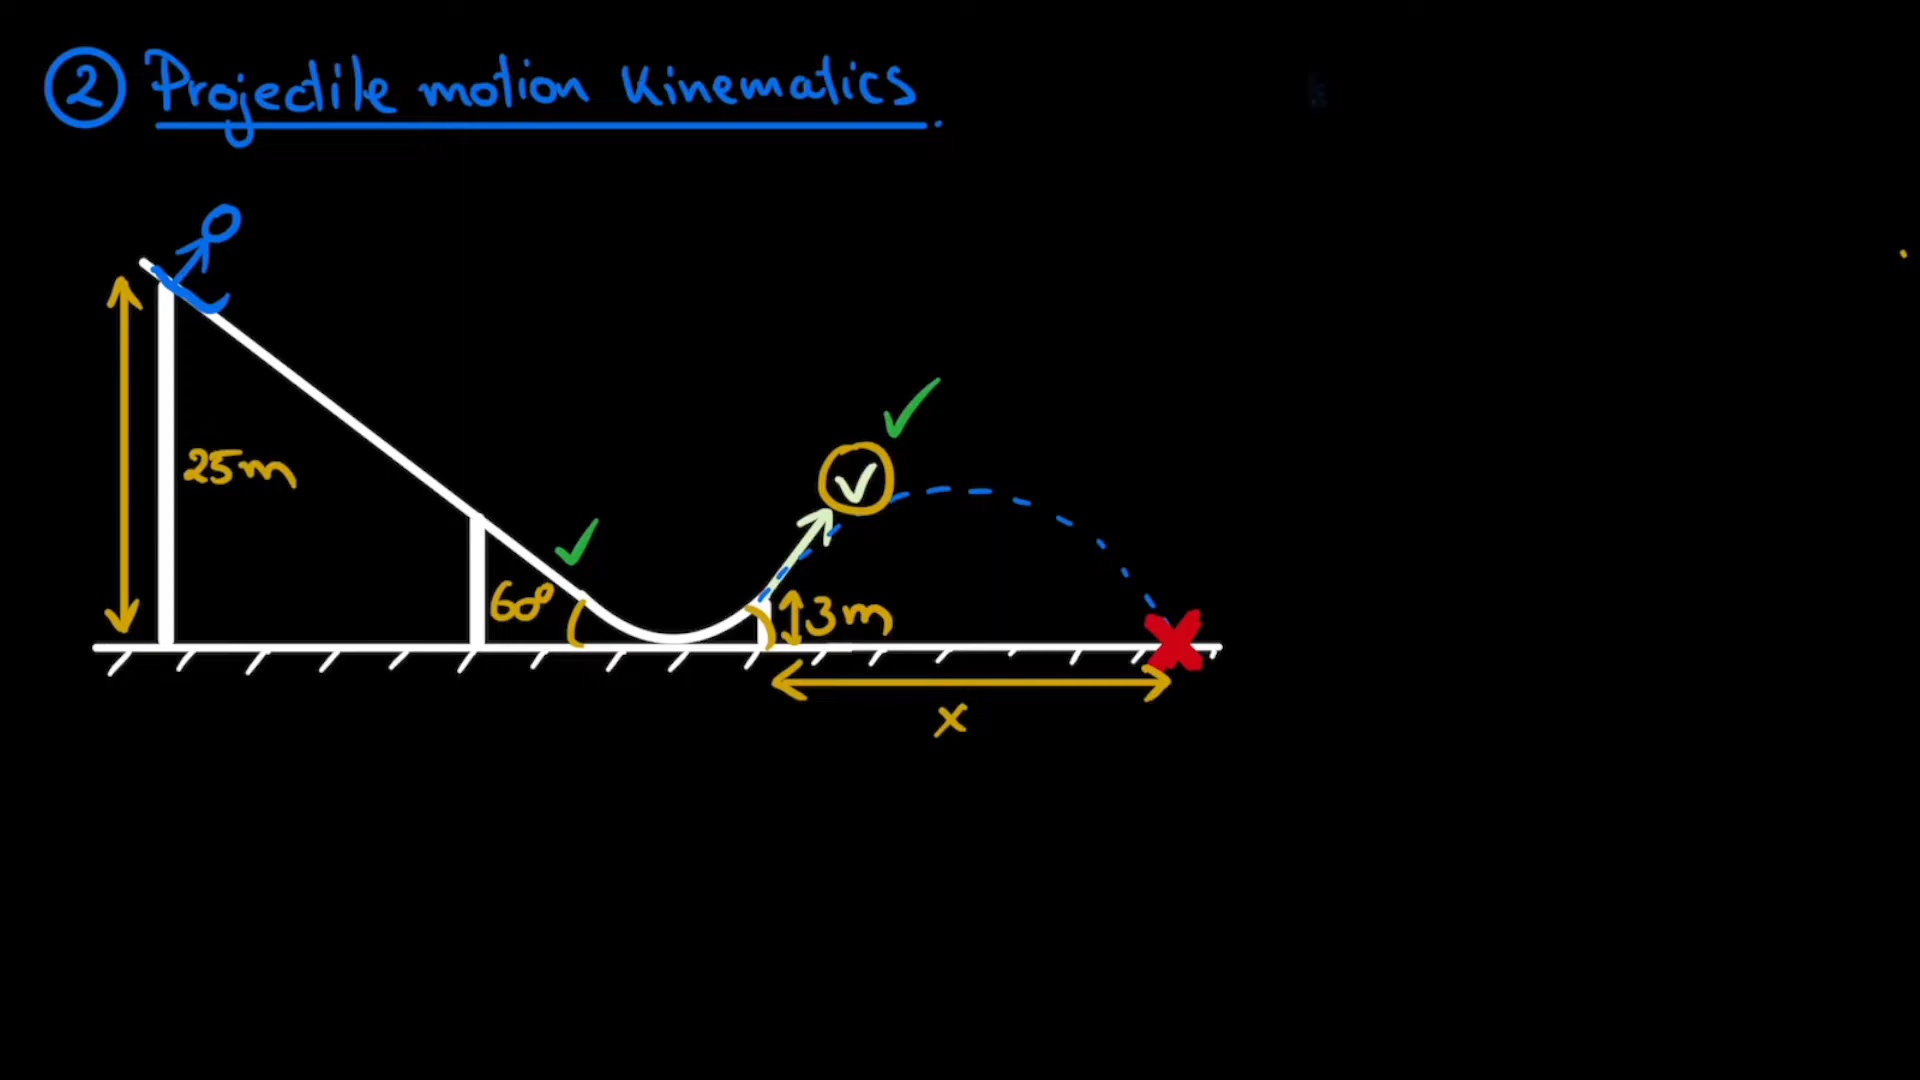 ② Projectile motion Kinematics.
25m
60°
3m
x